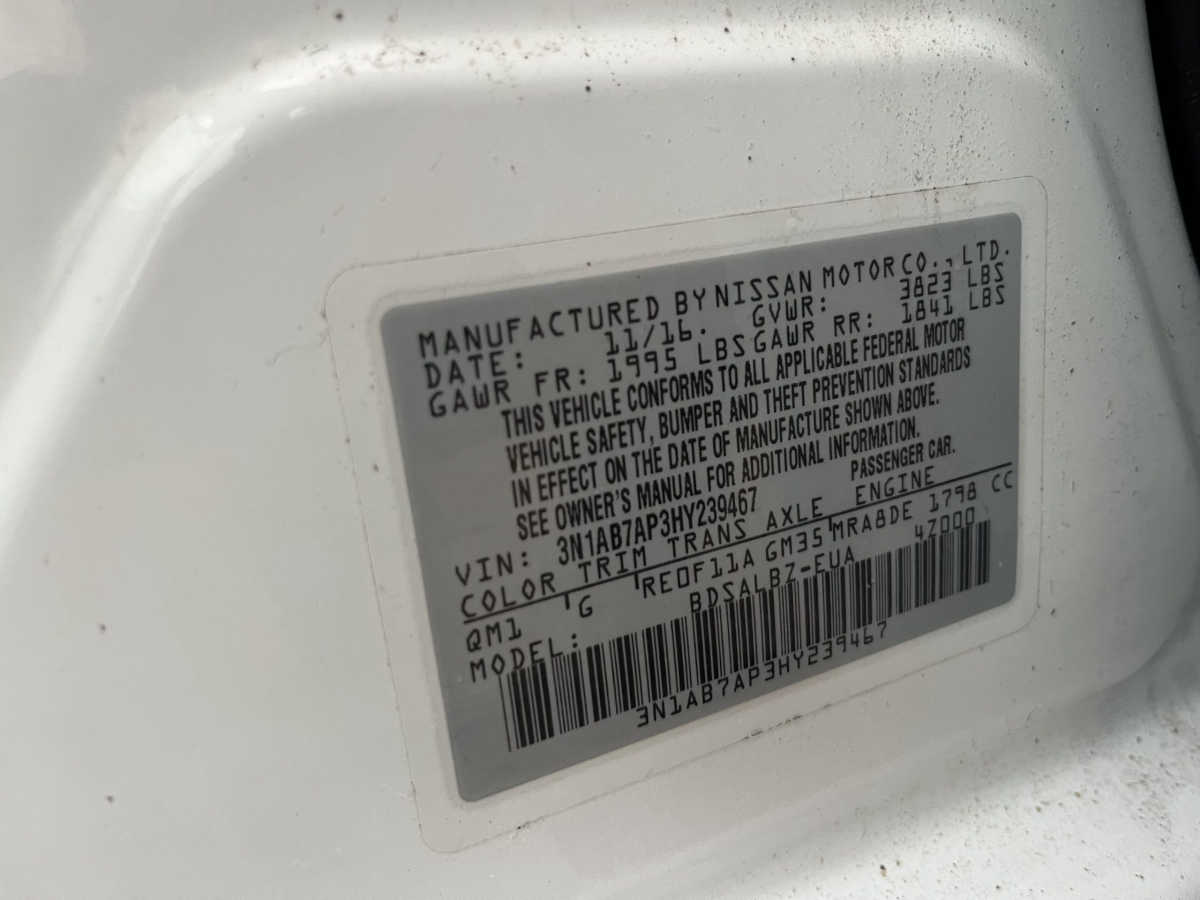 MANUFACTURED BY NISSAN MOTOR CO., LTD.
DATE: 11/16. GVWR: 3823 LBS
GAWR FR: 1995 LBS GAWR RR: 1841 LBS
THIS VEHICLE CONFORMS TO ALL APPLICABLE FEDERAL MOTOR
VEHICLE SAFETY, BUMPER AND THEFT PREVENTION STANDARDS
IN EFFECT ON THE DATE OF MANUFACTURE SHOWN ABOVE.
SEE OWNER'S MANUAL FOR ADDITIONAL INFORMATION.
VIN: 3N1AB7AP3HY239467 PASSENGER CAR.
COLOR TRIM TRANS AXLE ENGINE
QM1 G RE0F11A GM35 MRA8DE 1798 CC
MODEL: BDSALBZ-EUA 4Z000
3N1AB7AP3HY239467